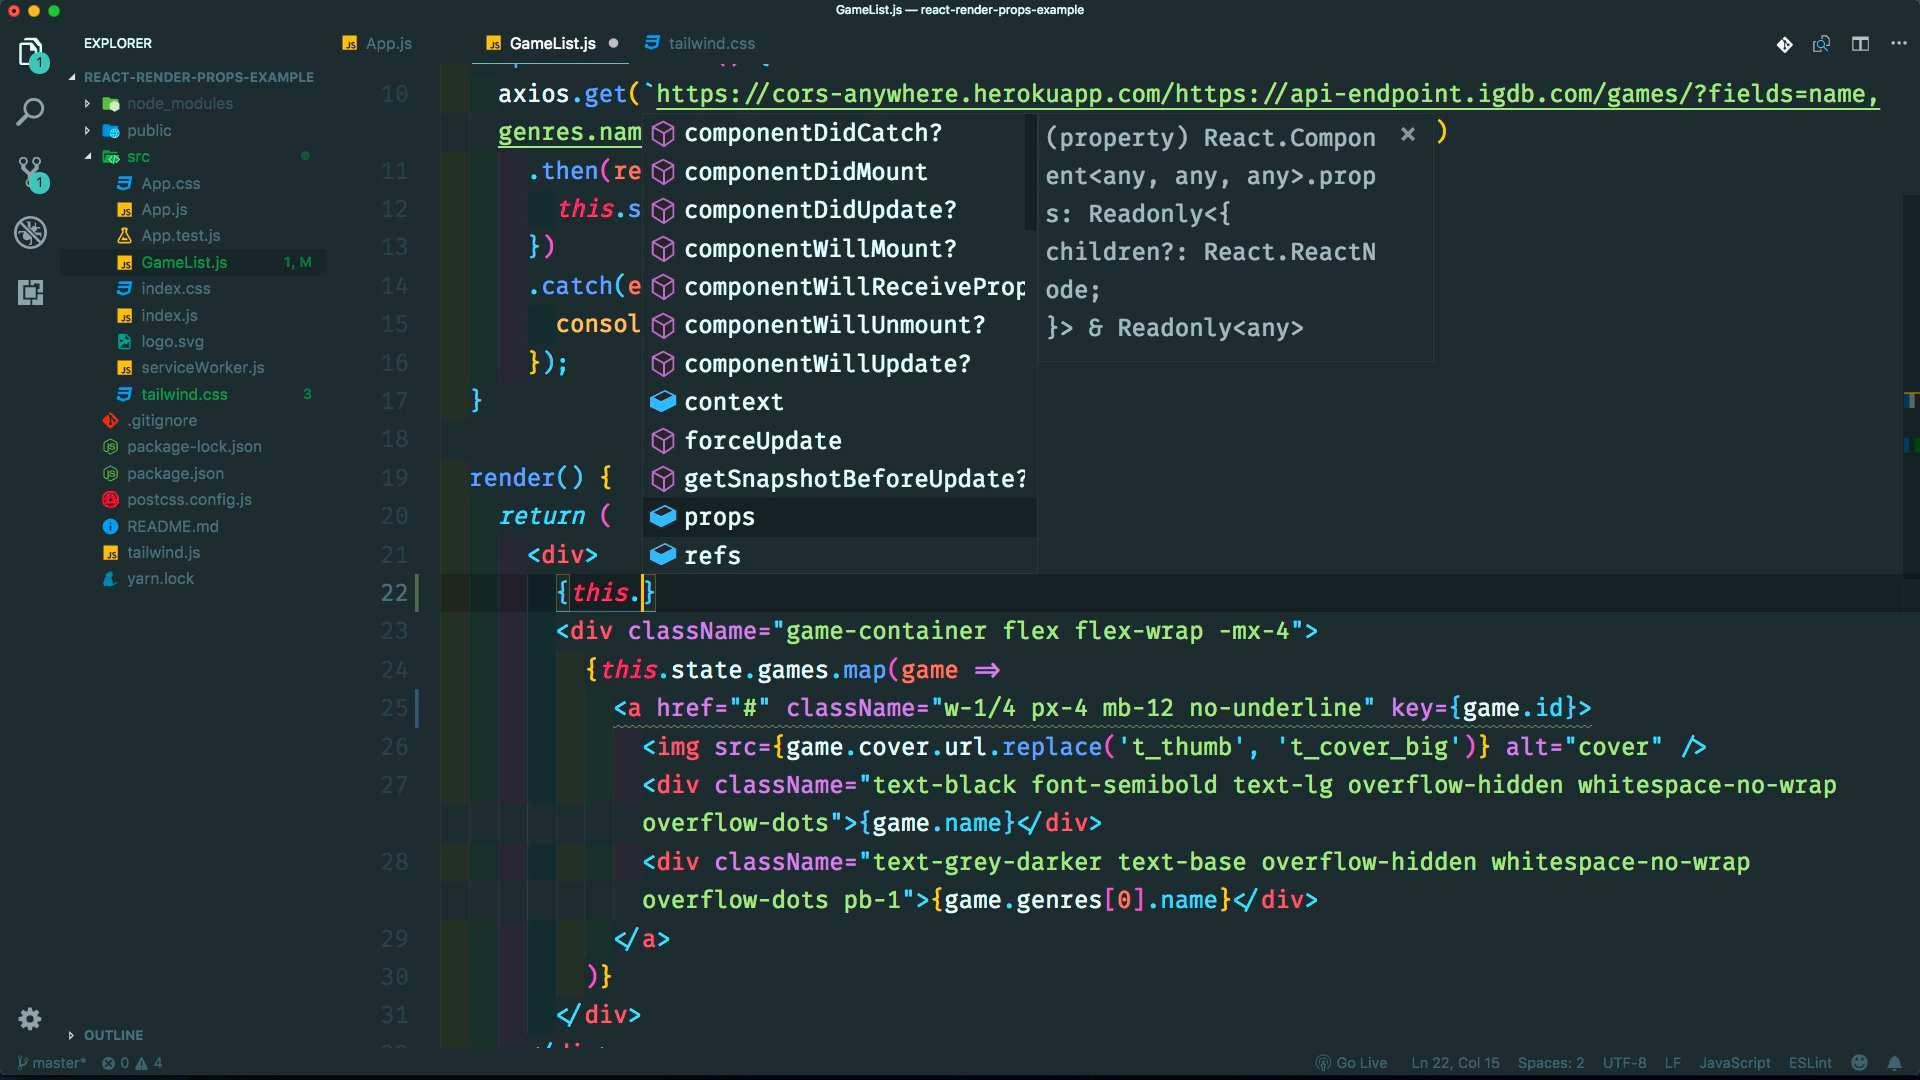 GameList.js — react-render-props-example
EXPLORER
App.js
GameList.js
tailwind.css
REACT-RENDER-PROPS-EXAMPLE
node_modules
public
src
App.css
App.js
App.test.js
GameList.js 1, M
index.css
index.js
logo.svg
serviceWorker.js
tailwind.css 3
.gitignore
package-lock.json
package.json
postcss.config.js
README.md
tailwind.js
yarn.lock
OUTLINE
1
1
10 axios.get(`https://cors-anywhere.herokuapp.com/https://api-endpoint.igdb.com/games/?fields=name,
genres.nam )
11 .then(re
12 this.s
13 })
14 .catch(e
15 consol
16 });
17 }
18
19 render() {
20 return (
21 <div>
22 {this.}
23 <div className="game-container flex flex-wrap -mx-4">
24 {this.state.games.map(game =>
25 <a href="#" className="w-1/4 px-4 mb-12 no-underline" key={game.id}>
26 <img src={game.cover.url.replace('t_thumb', 't_cover_big')} alt="cover" />
27 <div className="text-black font-semibold text-lg overflow-hidden whitespace-no-wrap
overflow-dots">{game.name}</div>
28 <div className="text-grey-darker text-base overflow-hidden whitespace-no-wrap
overflow-dots pb-1">{game.genres[0].name}</div>
29 </a>
30 )}
31 </div>
componentDidCatch?
componentDidMount
componentDidUpdate?
componentWillMount?
componentWillReceiveProp
componentWillUnmount?
componentWillUpdate?
context
forceUpdate
getSnapshotBeforeUpdate?
props
refs
(property) React.Compon
ent<any, any, any>.prop
s: Readonly<{
children?: React.ReactN
ode;
}> & Readonly<any>
master* 0 4
Go Live Ln 22, Col 15 Spaces: 2 UTF-8 LF JavaScript ESLint